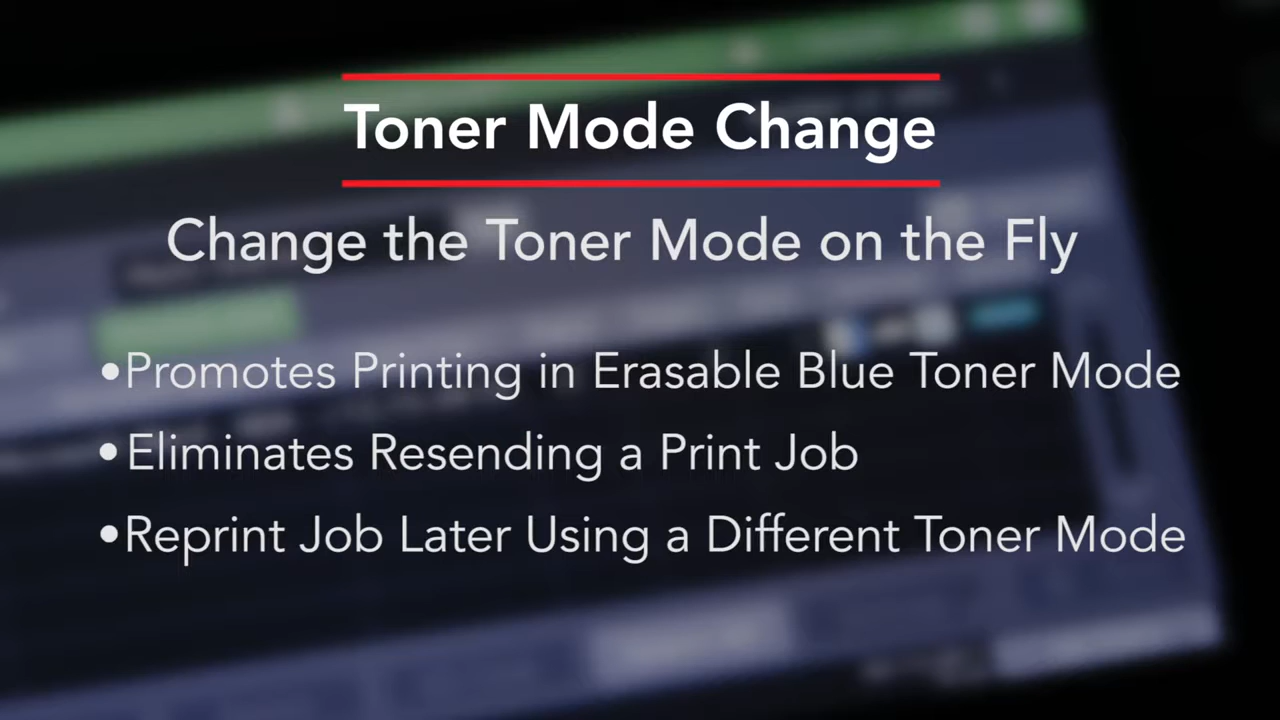 Toner Mode Change
Change the Toner Mode on the Fly
•Promotes Printing in Erasable Blue Toner Mode
•Eliminates Resending a Print Job
•Reprint Job Later Using a Different Toner Mode